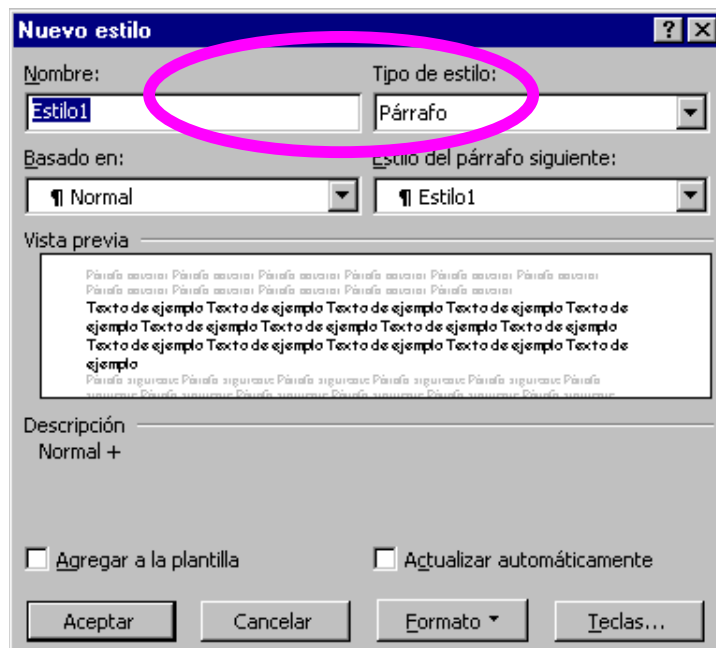 Nuevo estilo
Nombre: Tipo de estilo:
Estilo1 Párrafo
Basado en: Estilo del párrafo siguiente:
¶ Normal ¶ Estilo1
Vista previa
Texto de ejemplo Texto de ejemplo Texto de ejemplo Texto de ejemplo Texto de
ejemplo Texto de ejemplo Texto de ejemplo Texto de ejemplo Texto de ejemplo
Texto de ejemplo Texto de ejemplo Texto de ejemplo Texto de ejemplo Texto de
ejemplo
Descripción
Normal +
Agregar a la plantilla Actualizar automáticamente
Aceptar Cancelar Formato Teclas...